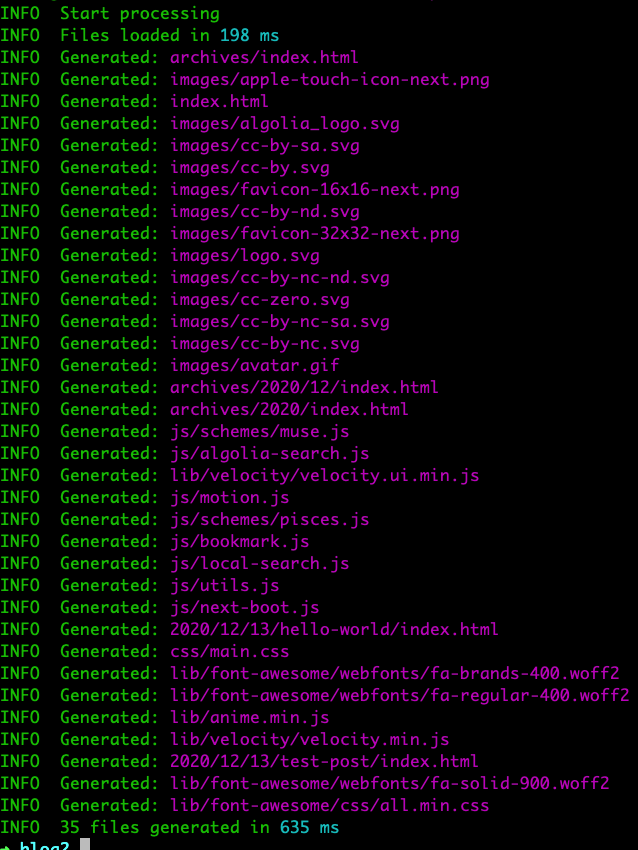 INFO  Start processing
INFO  Files loaded in 198 ms
INFO  Generated: archives/index.html
INFO  Generated: images/apple-touch-icon-next.png
INFO  Generated: index.html
INFO  Generated: images/algolia_logo.svg
INFO  Generated: images/cc-by-sa.svg
INFO  Generated: images/cc-by.svg
INFO  Generated: images/favicon-16x16-next.png
INFO  Generated: images/cc-by-nd.svg
INFO  Generated: images/favicon-32x32-next.png
INFO  Generated: images/logo.svg
INFO  Generated: images/cc-by-nc-nd.svg
INFO  Generated: images/cc-zero.svg
INFO  Generated: images/cc-by-nc-sa.svg
INFO  Generated: images/cc-by-nc.svg
INFO  Generated: images/avatar.gif
INFO  Generated: archives/2020/12/index.html
INFO  Generated: archives/2020/index.html
INFO  Generated: js/schemes/muse.js
INFO  Generated: js/algolia-search.js
INFO  Generated: lib/velocity/velocity.ui.min.js
INFO  Generated: js/motion.js
INFO  Generated: js/schemes/pisces.js
INFO  Generated: js/bookmark.js
INFO  Generated: js/local-search.js
INFO  Generated: js/utils.js
INFO  Generated: js/next-boot.js
INFO  Generated: 2020/12/13/hello-world/index.html
INFO  Generated: css/main.css
INFO  Generated: lib/font-awesome/webfonts/fa-brands-400.woff2
INFO  Generated: lib/font-awesome/webfonts/fa-regular-400.woff2
INFO  Generated: lib/anime.min.js
INFO  Generated: lib/velocity/velocity.min.js
INFO  Generated: 2020/12/13/test-post/index.html
INFO  Generated: lib/font-awesome/webfonts/fa-solid-900.woff2
INFO  Generated: lib/font-awesome/css/all.min.css
INFO  35 files generated in 635 ms
➜ blog2